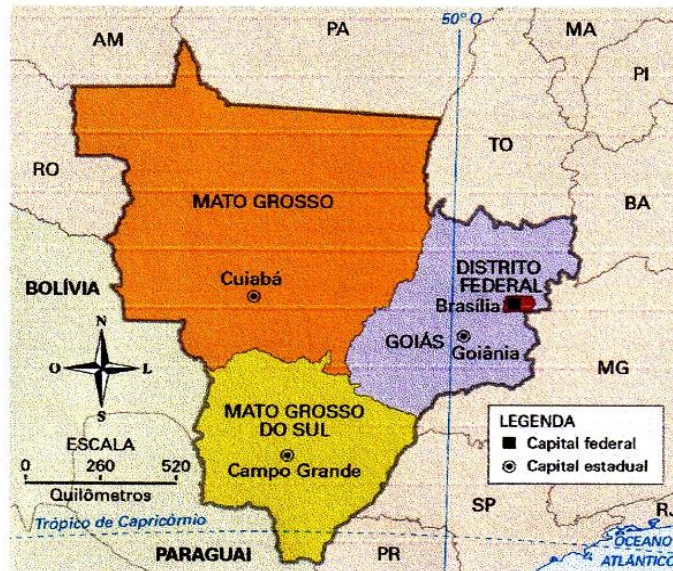 AM
PA
50° O
MA
PI
TO
RO
MATO GROSSO
BA
BOLÍVIA
Cuiabá
DISTRITO
FEDERAL
Brasília
GOIÁS
Goiânia
N
O
L
S
MG
MATO GROSSO
DO SUL
Campo Grande
ESCALA
0 260 520
Quilômetros
LEGENDA
Capital federal
Capital estadual
Trópico de Capricórnio
SP
RJ
PARAGUAI
PR
OCEANO
ATLÂNTICO